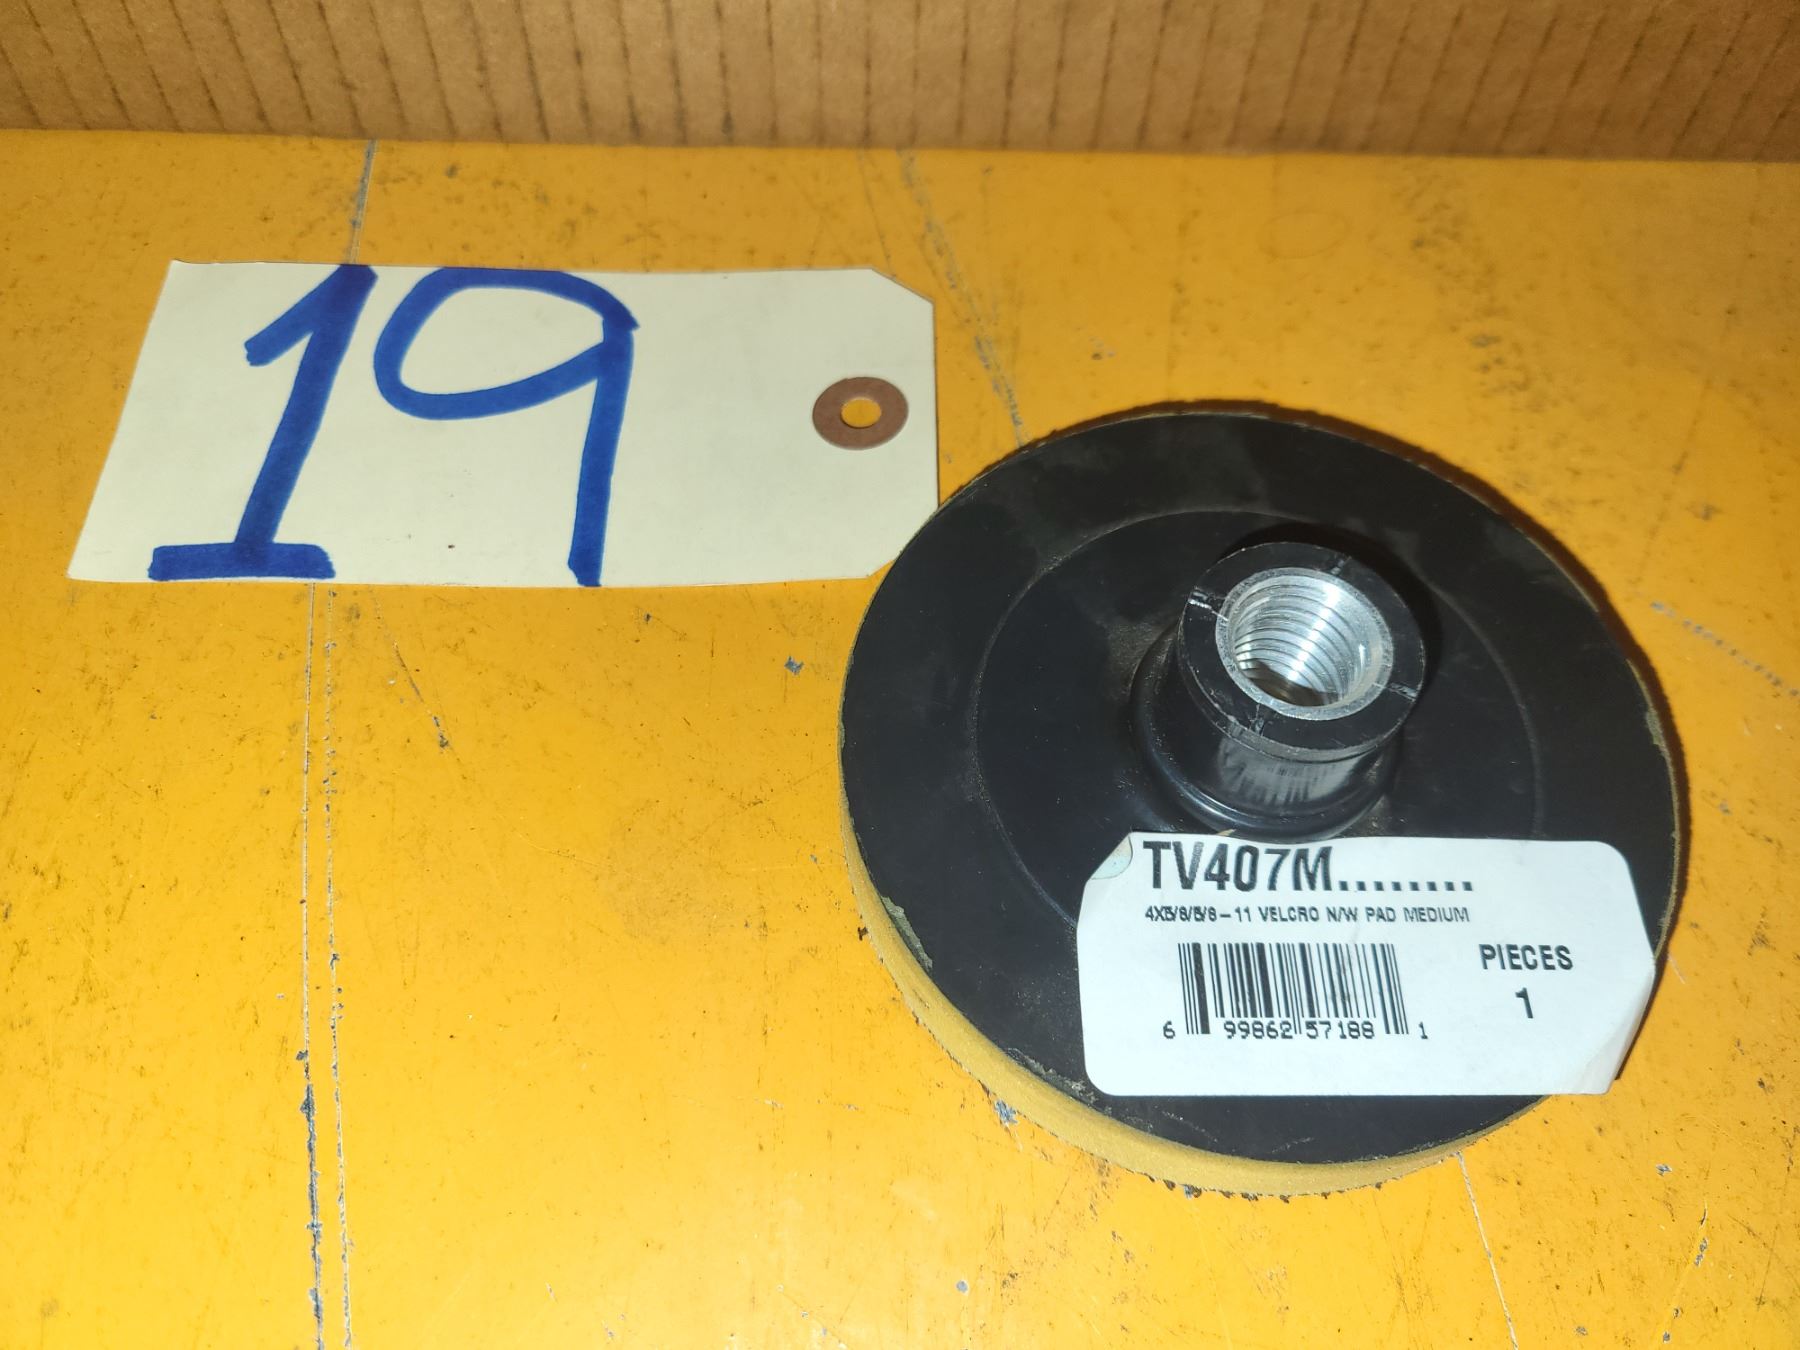 19
TV407M........
4X5/8/5/8-11 VELCRO N/W PAD MEDIUM
PIECES
1
6 99862 57188 1